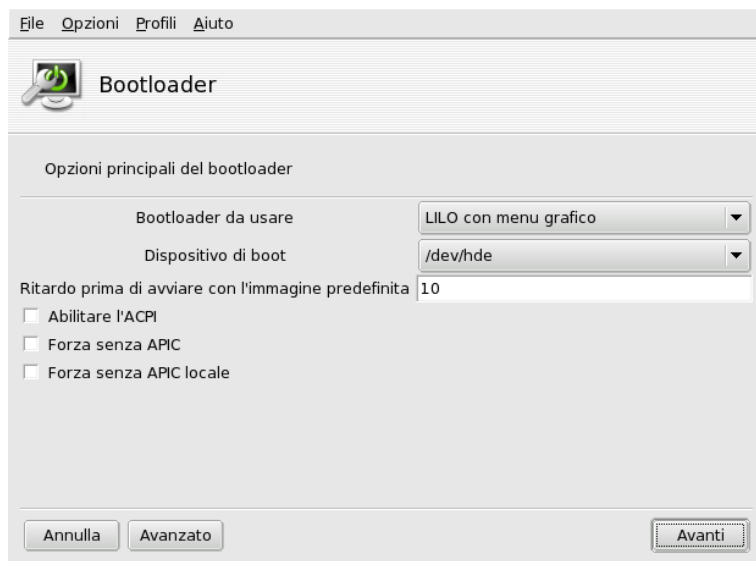 File Opzioni Profili Aiuto
Bootloader
Opzioni principali del bootloader
Bootloader da usare LILO con menu grafico
Dispositivo di boot /dev/hde
Ritardo prima di avviare con l'immagine predefinita 10
Abilitare l'ACPI
Forza senza APIC
Forza senza APIC locale
Annulla Avanzato Avanti